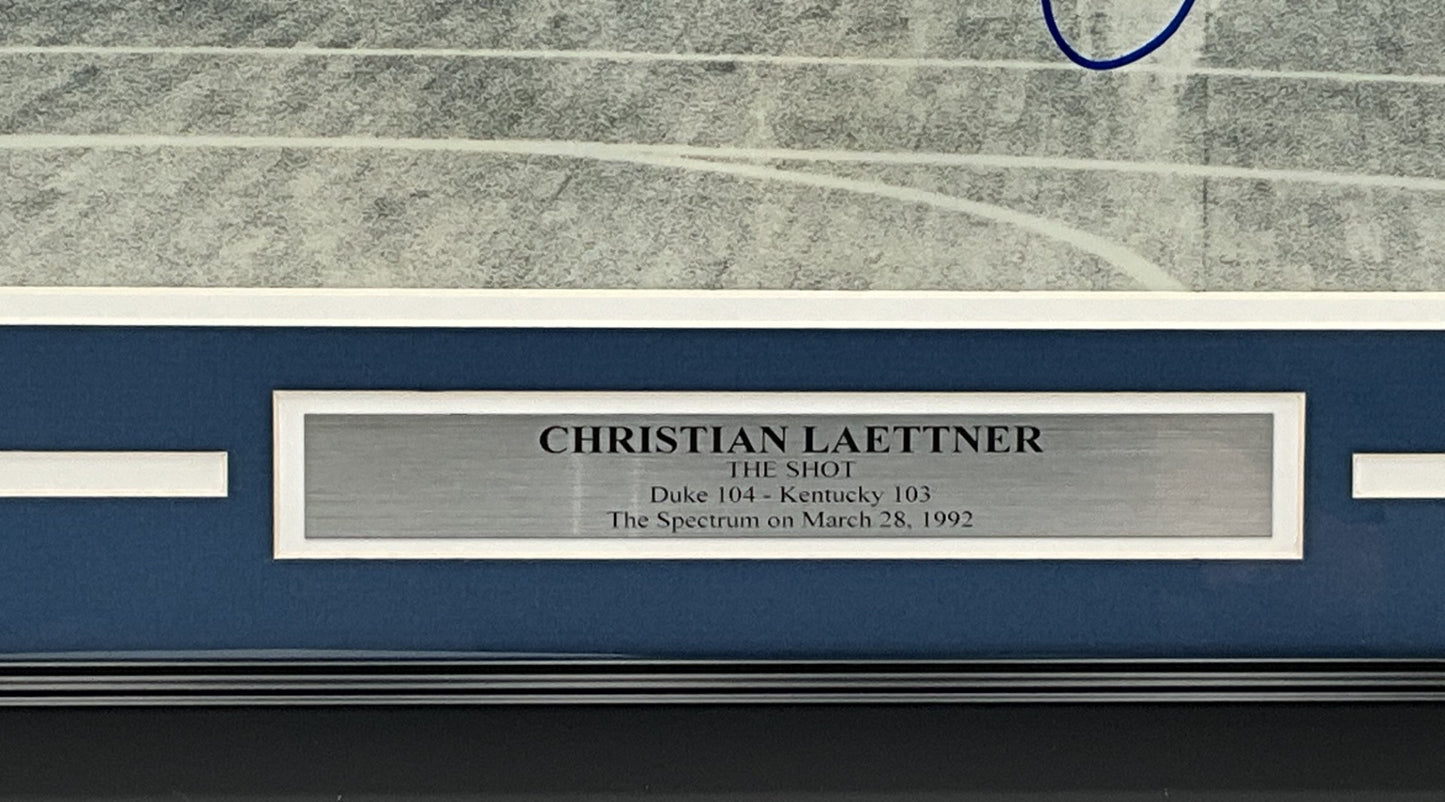 CHRISTIAN LAETTNER
THE SHOT
Duke 104 - Kentucky 103
The Spectrum on March 28, 1992